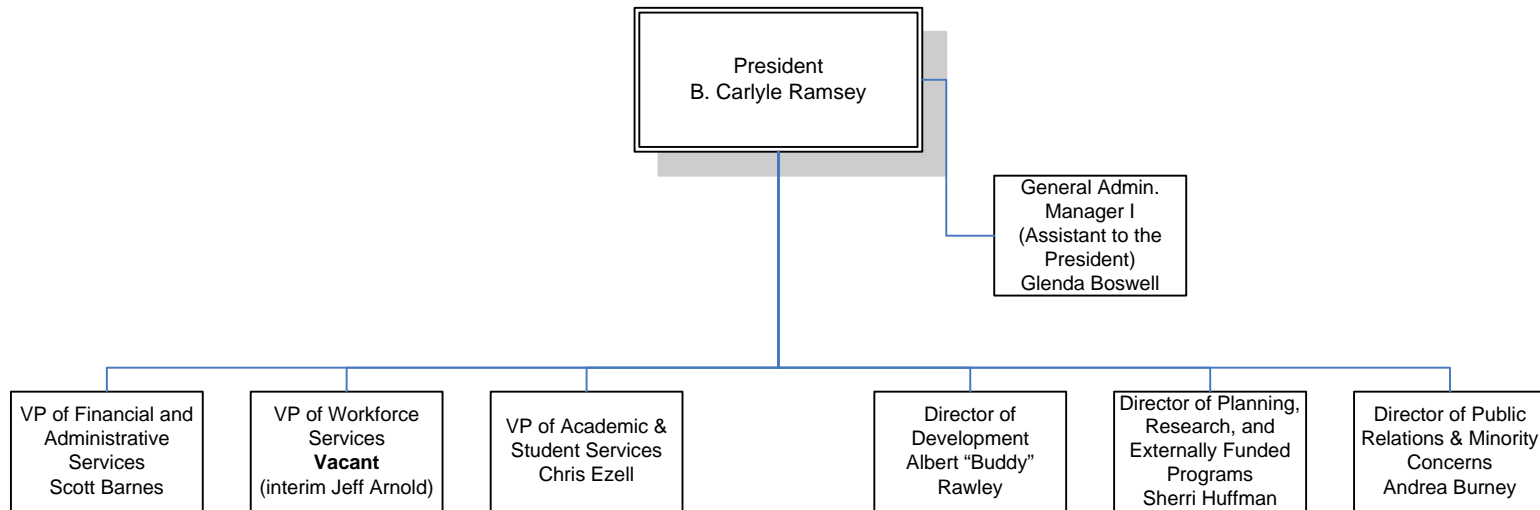 President
B. Carlyle Ramsey
General Admin.
Manager I
(Assistant to the
President)
Glenda Boswell
VP of Financial and
Administrative
Services
Scott Barnes
VP of Workforce
Services
Vacant
(interim Jeff Arnold)
VP of Academic &
Student Services
Chris Ezell
Director of
Development
Albert “Buddy”
Rawley
Director of Planning,
Research, and
Externally Funded
Programs
Sherri Huffman
Director of Public
Relations & Minority
Concerns
Andrea Burney